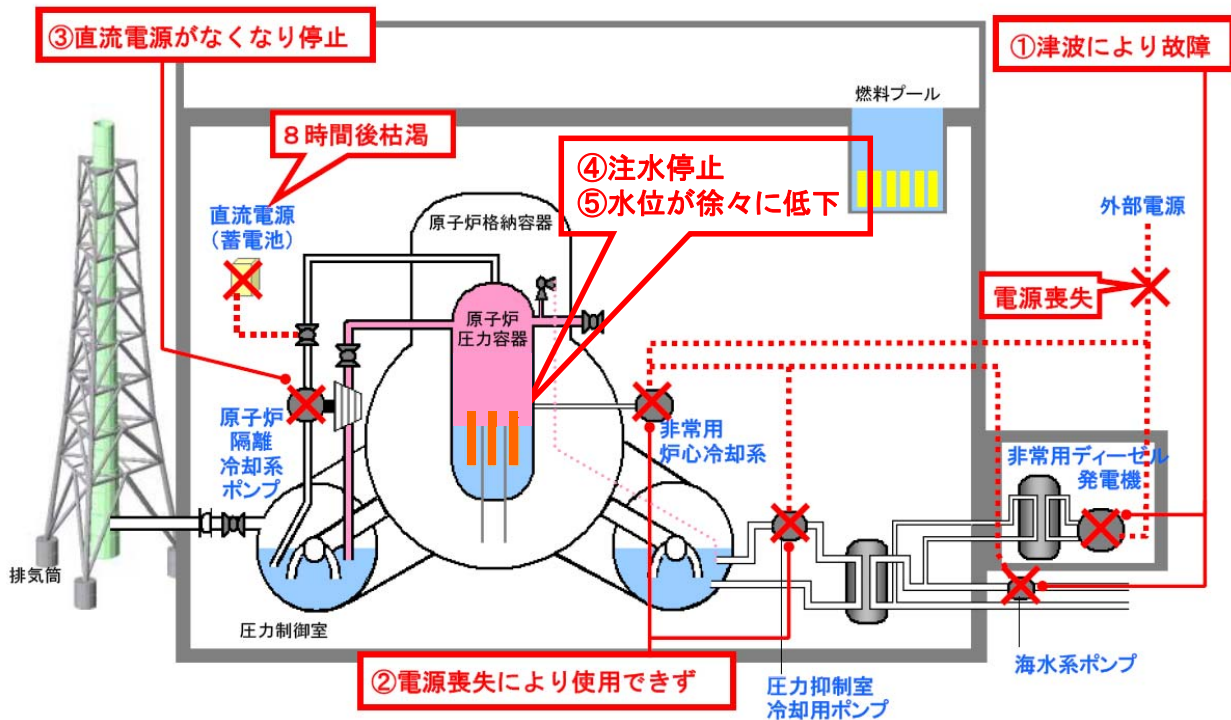 ③直流電源がなくなり停止
①津波により故障
燃料プール
８時間後枯渇
④注水停止
⑤水位が徐々に低下
直流電源
（蓄電池）
原子炉格納容器
外部電源
電源喪失
原子炉
圧力容器
原子炉
隔離
冷却系
ポンプ
非常用
炉心冷却系
非常用ディーゼル
発電機
排気筒
圧力制御室
②電源喪失により使用できず
圧力抑制室
冷却用ポンプ
海水系ポンプ